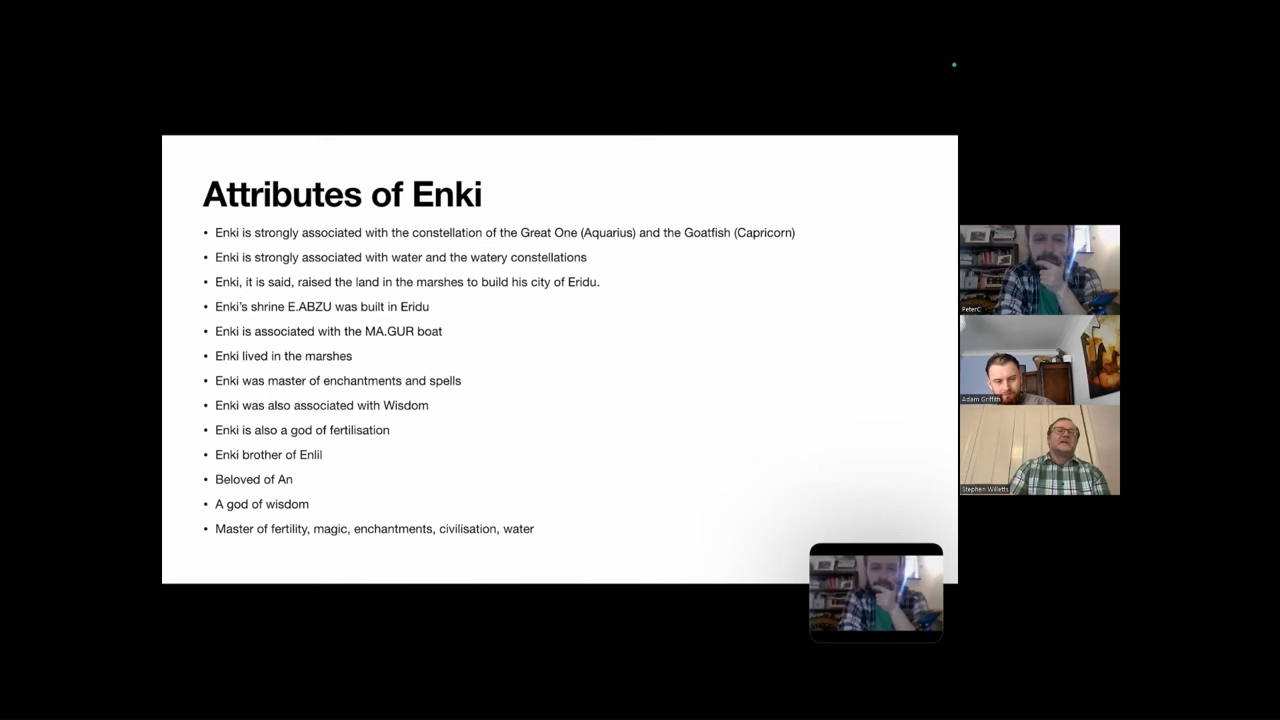 Attributes of Enki
• Enki is strongly associated with the constellation of the Great One (Aquarius) and the Goatfish (Capricorn)
• Enki is strongly associated with water and the watery constellations
• Enki, it is said, raised the land in the marshes to build his city of Eridu.
• Enki’s shrine E.ABZU was built in Eridu
• Enki is associated with the MA.GUR boat
• Enki lived in the marshes
• Enki was master of enchantments and spells
• Enki was also associated with Wisdom
• Enki is also a god of fertilisation
• Enki brother of Enlil
• Beloved of An
• A god of wisdom
• Master of fertility, magic, enchantments, civilisation, water
PeterC
Adam Griffith
Stephen Willetts